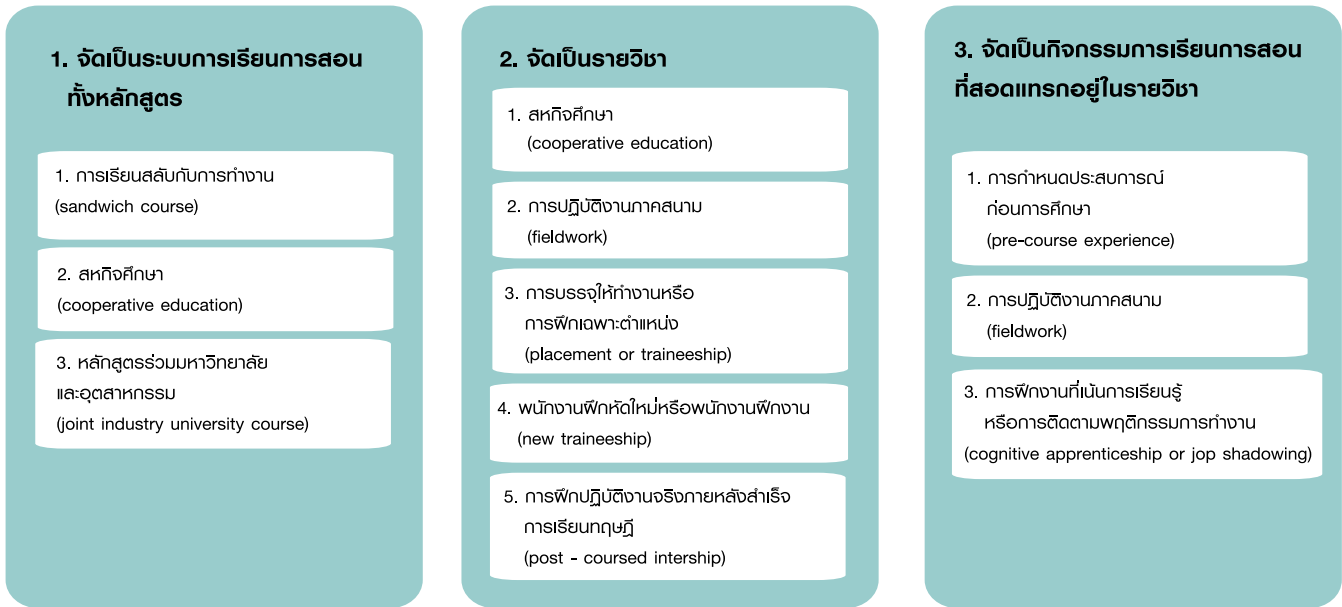 1. จัดเป็นระบบการเรียนการสอน
ทั้งหลักสูตร
1. การเรียนสลับกับการทำงาน
(sandwich course)
2. สหกิจศึกษา
(cooperative education)
3. หลักสูตรร่วมมหาวิทยาลัย
และอุตสาหกรรม
(joint industry university course)
2. จัดเป็นรายวิชา
1. สหกิจศึกษา
(cooperative education)
2. การปฏิบัติงานภาคสนาม
(fieldwork)
3. การบรรจุให้ทำงานหรือ
การฝึกเฉพาะตำแหน่ง
(placement or traineeship)
4. พนักงานฝึกหัดใหม่หรือพนักงานฝึกงาน
(new traineeship)
5. การฝึกปฏิบัติงานจริงภายหลังสำเร็จ
การเรียนทฤษฎี
(post - coursed intership)
3. จัดเป็นกิจกรรมการเรียนการสอน
ที่สอดแทรกอยู่ในรายวิชา
1. การกำหนดประสบการณ์
ก่อนการศึกษา
(pre-course experience)
2. การปฏิบัติงานภาคสนาม
(fieldwork)
3. การฝึกงานที่เน้นการเรียนรู้
หรือการติดตามพฤติกรรมการทำงาน
(cognitive apprenticeship or jop shadowing)